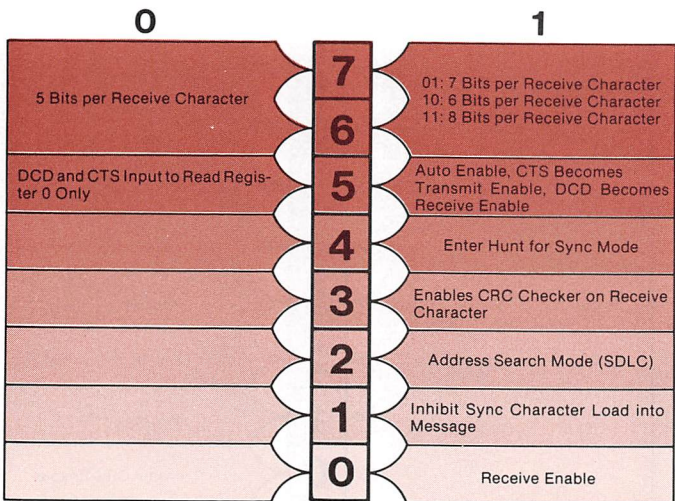 0 1
7
6
5 Bits per Receive Character
01: 7 Bits per Receive Character
10: 6 Bits per Receive Character
11: 8 Bits per Receive Character
5
DCD and CTS Input to Read Regis-
ter 0 Only
Auto Enable, CTS Becomes
Transmit Enable, DCD Becomes
Receive Enable
4
Enter Hunt for Sync Mode
3
Enables CRC Checker on Receive
Character
2
Address Search Mode (SDLC)
1
Inhibit Sync Character Load into
Message
0
Receive Enable